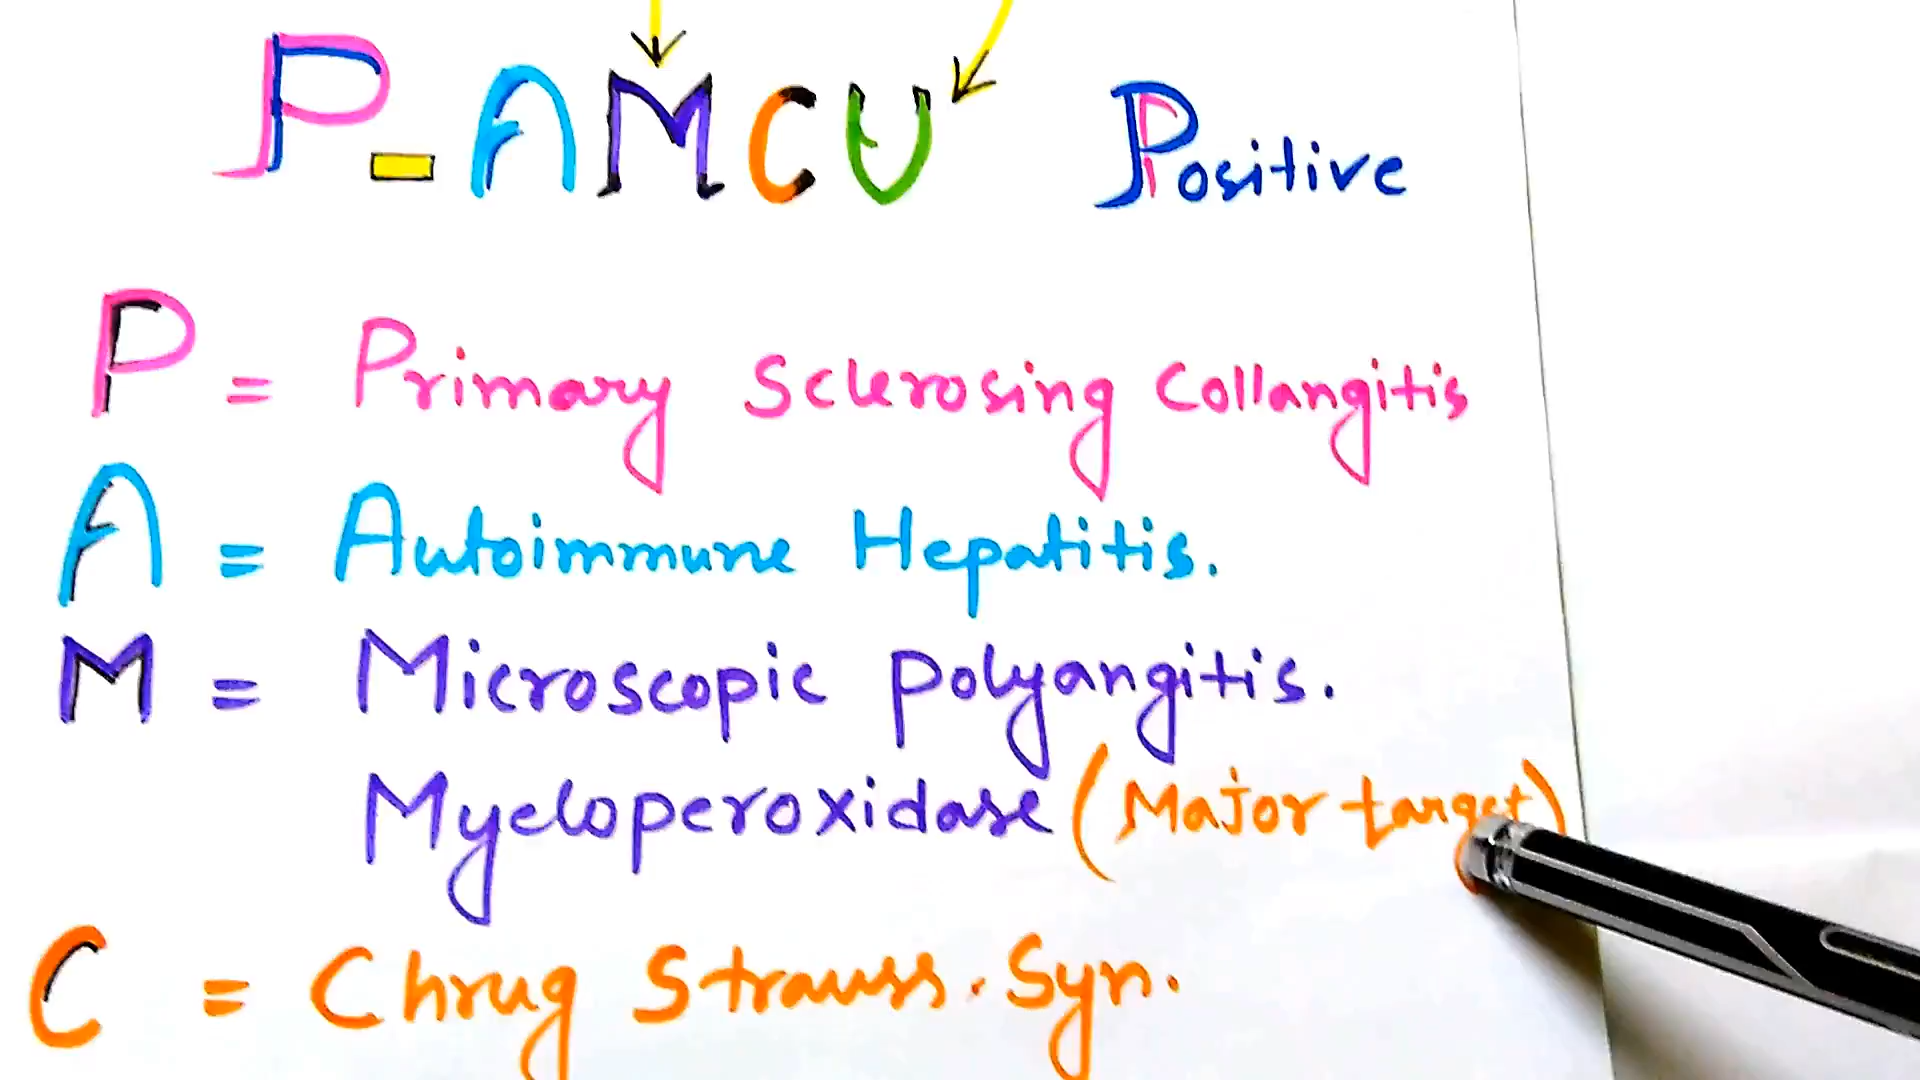 P-AMCU Positive
P = Primary Sclerosing Collangitis
A = Autoimmune Hepatitis.
M = Microscopic polyangitis.
Myeloperoxidase (Major target)
C = Chrug Strauss. Syn.